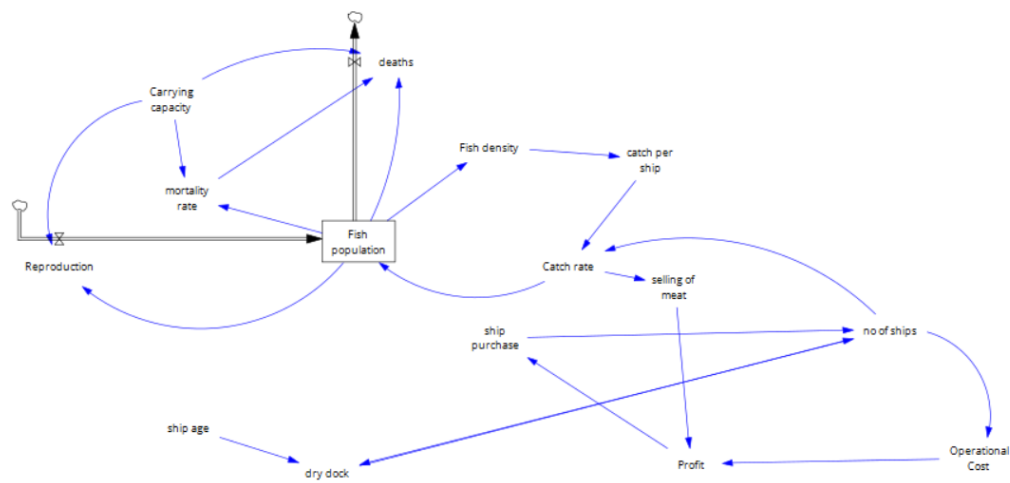 deaths
Carrying
capacity
Fish density
catch per
ship
mortality
rate
Fish
population
Reproduction
Catch rate
selling of
meat
ship
purchase
no of ships
ship age
dry dock
Profit
Operational
Cost